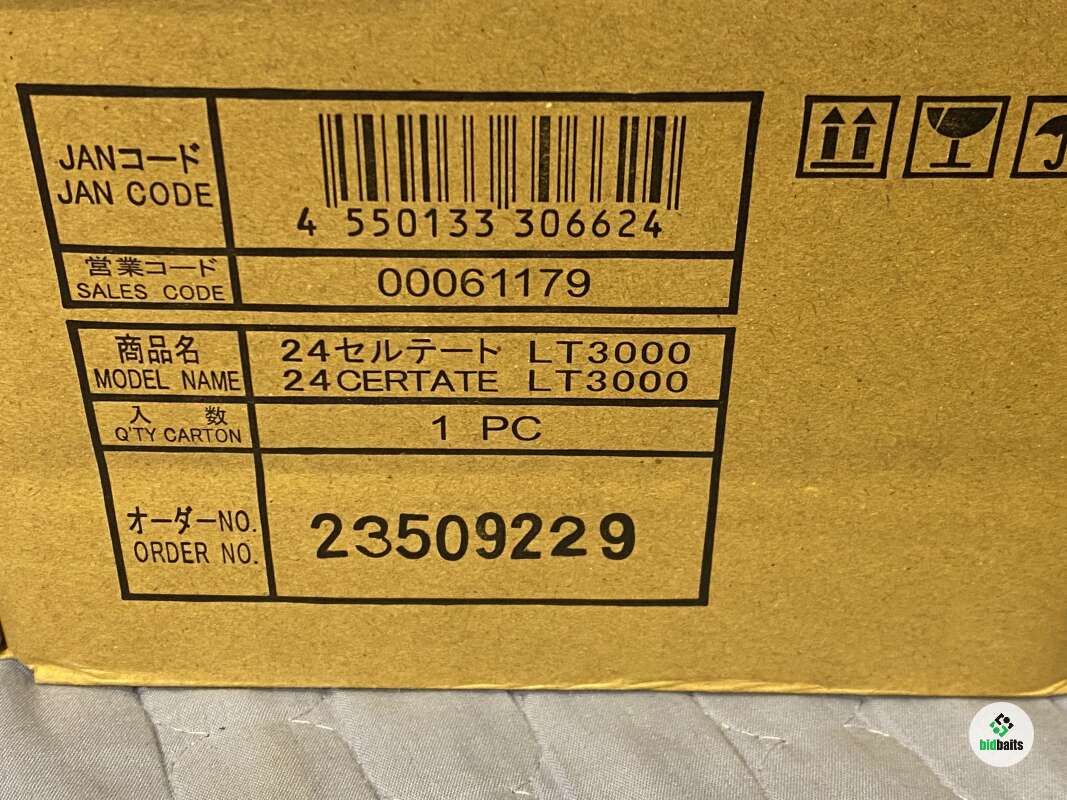 JANコード
JAN CODE
4 550133 306624
営業コード
SALES CODE
00061179
商品名
MODEL NAME
24セルテート LT3000
24CERTATE LT3000
入 数
Q'TY CARTON
1 PC
オーダーNO.
ORDER NO.
23509229
bidbaits